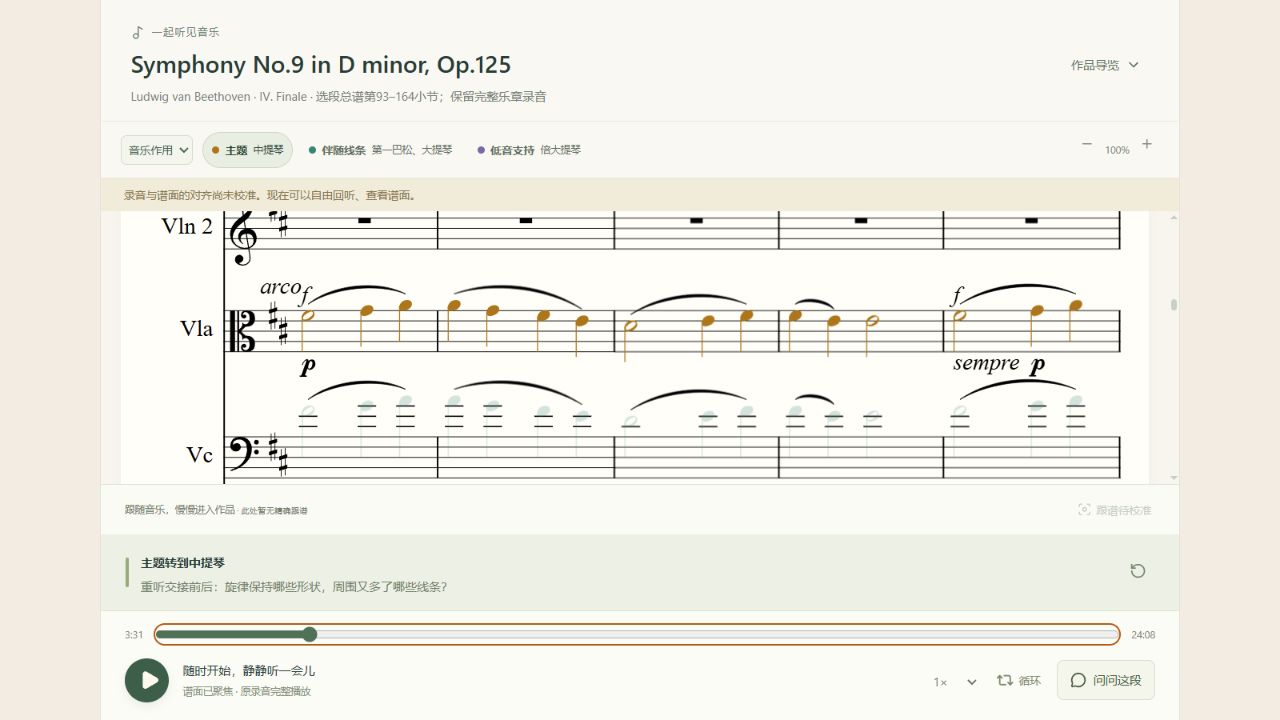 一起听见音乐
Symphony No.9 in D minor, Op.125
作品导览
Ludwig van Beethoven · IV. Finale · 选段总谱第93–164小节；保留完整乐章录音
音乐作用 主题 中提琴 伴随线条 第一巴松、大提琴 低音支持 倍大提琴 − 100% +
录音与谱面的对齐尚未校准。现在可以自由回听、查看谱面。
Vln 2
arco f f
Vla
p sempre p
Vc
跟随音乐，慢慢进入作品 · 此处暂无精确跟谱 跟谱待校准
主题转到中提琴
重听交接前后：旋律保持哪些形状，周围又多了哪些线条？
3:31 24:08
随时开始，静静听一会儿
谱面已聚焦 · 原录音完整播放
1× 循环 问问这段